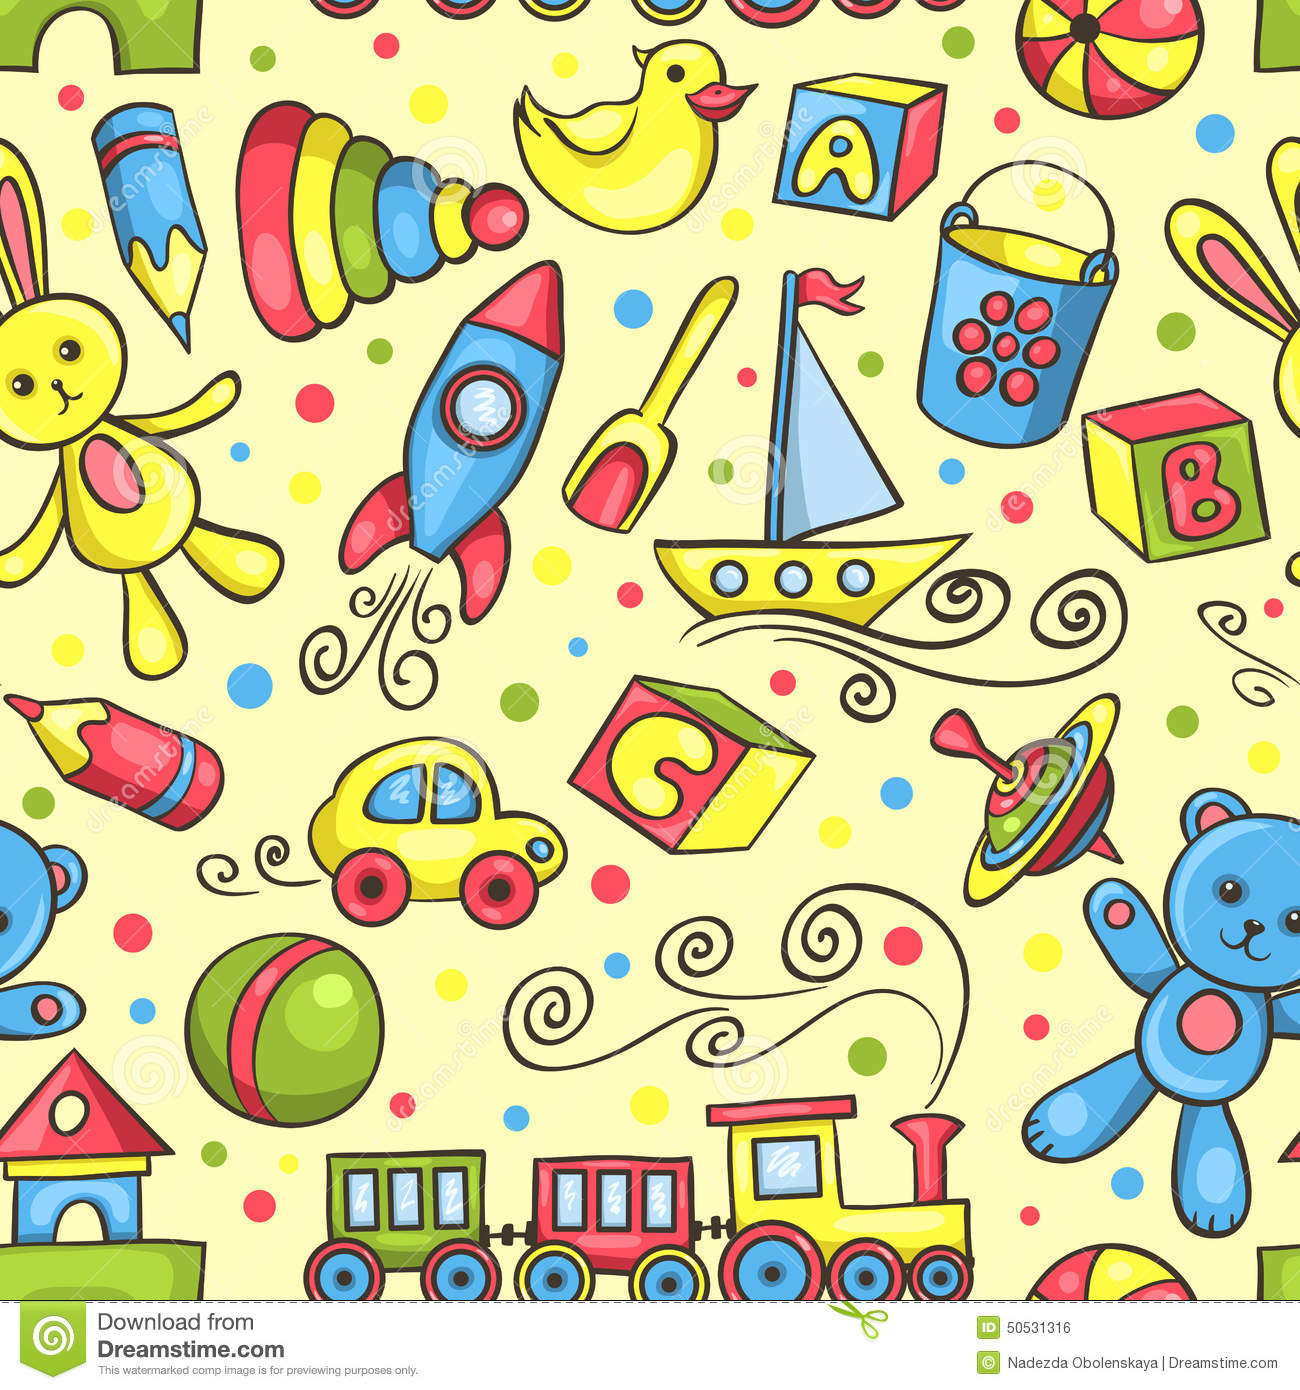 A
B
C
Download from
Dreamstime.com
This watermarked comp image is for previewing purposes only.
ID 50531316
© Nadezda Obolenskaya | Dreamstime.com